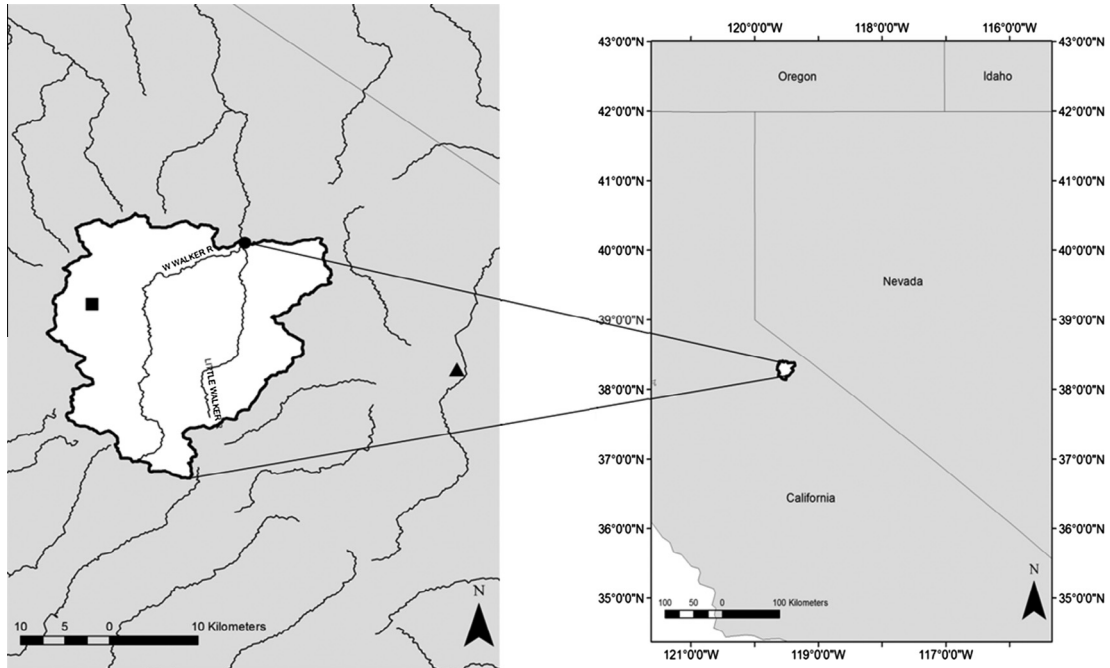 W WALKER R
LITTLE WALKER
N
10 5 0 10 Kilometers
120°0'0"W 118°0'0"W 116°0'0"W
43°0'0"N 43°0'0"N
Oregon Idaho
42°0'0"N 42°0'0"N
41°0'0"N 41°0'0"N
40°0'0"N 40°0'0"N
Nevada
39°0'0"N 39°0'0"N
38°0'0"N 38°0'0"N
37°0'0"N 37°0'0"N
California
36°0'0"N 36°0'0"N
N
35°0'0"N 35°0'0"N
100 50 0 100 Kilometers
121°0'0"W 119°0'0"W 117°0'0"W